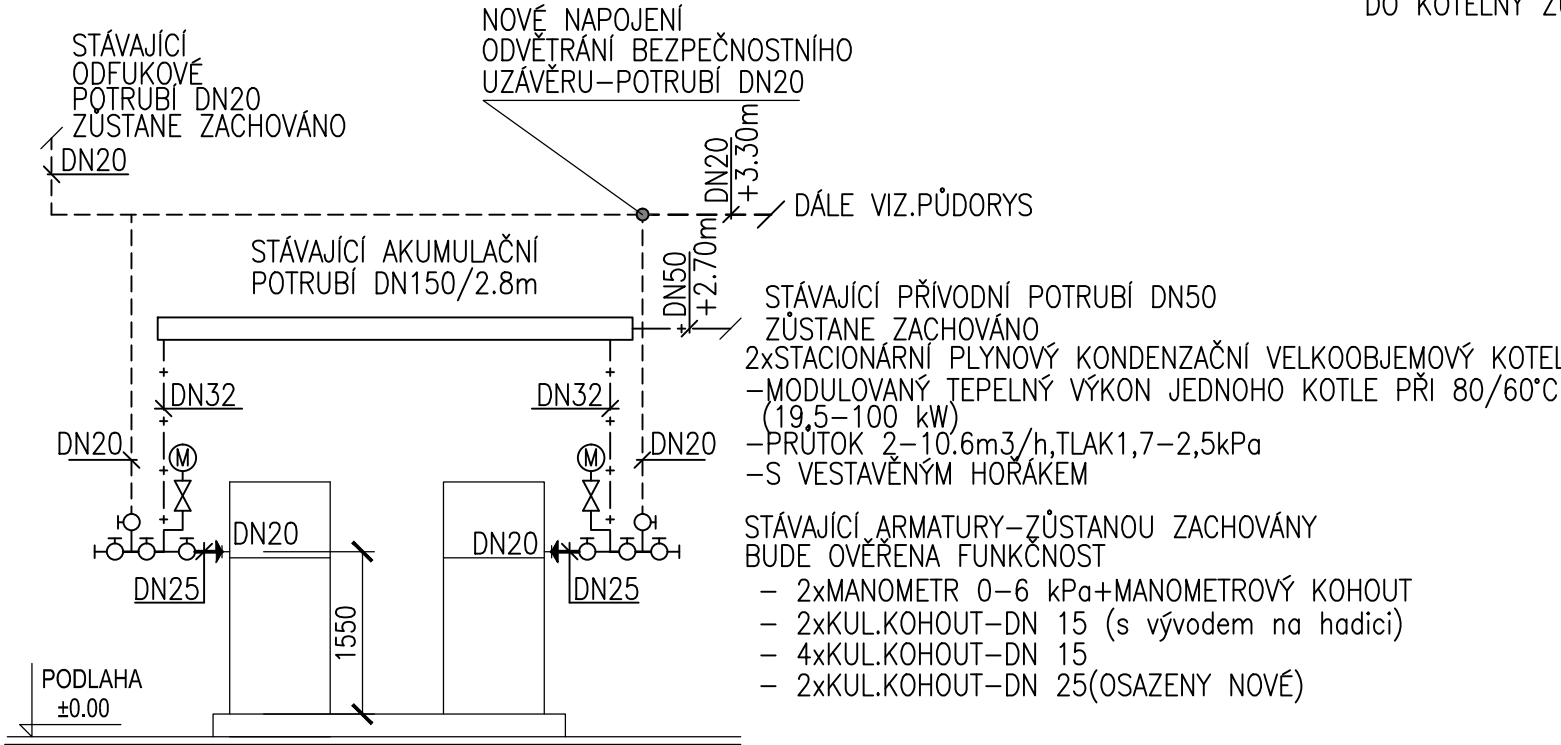 DO KOTELNY
STÁVAJÍCÍ
ODFUKOVÉ
POTRUBÍ DN20
ZŮSTANE ZACHOVÁNO
DN20
NOVÉ NAPOJENÍ
ODVĚTRÁNÍ BEZPEČNOSTNÍHO
UZÁVĚRU-POTRUBÍ DN20
DN20
+3.30m
DÁLE VIZ.PŮDORYS
STÁVAJÍCÍ AKUMULAČNÍ
POTRUBÍ DN150/2.8m
DN50
+2.70m
STÁVAJÍCÍ PŘÍVODNÍ POTRUBÍ DN50
ZŮSTANE ZACHOVÁNO
2xSTACIONÁRNÍ PLYNOVÝ KONDENZAČNÍ VELKOOBJEMOVÝ KOTEL
-MODULOVANÝ TEPELNÝ VÝKON JEDNOHO KOTLE PŘI 80/60°C
(19,5-100 kW)
-PRŮTOK 2-10.6m3/h,TLAK1,7-2,5kPa
-S VESTAVĚNÝM HOŘÁKEM
DN32
DN32
DN20
M
M
DN20
DN20
DN20
DN25
DN25
1550
PODLAHA
±0.00
STÁVAJÍCÍ ARMATURY-ZŮSTANOU ZACHOVÁNY
BUDE OVĚŘENA FUNKČNOST
- 2xMANOMETR 0-6 kPa+MANOMETROVÝ KOHOUT
- 2xKUL.KOHOUT-DN 15 (s vývodem na hadici)
- 4xKUL.KOHOUT-DN 15
- 2xKUL.KOHOUT-DN 25(OSAZENY NOVÉ)